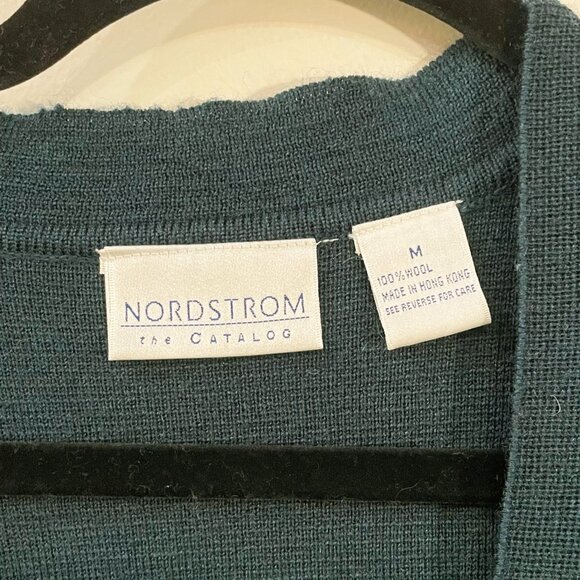 NORDSTROM
the CATALOG
M
100% WOOL
MADE IN HONG KONG
SEE REVERSE FOR CARE